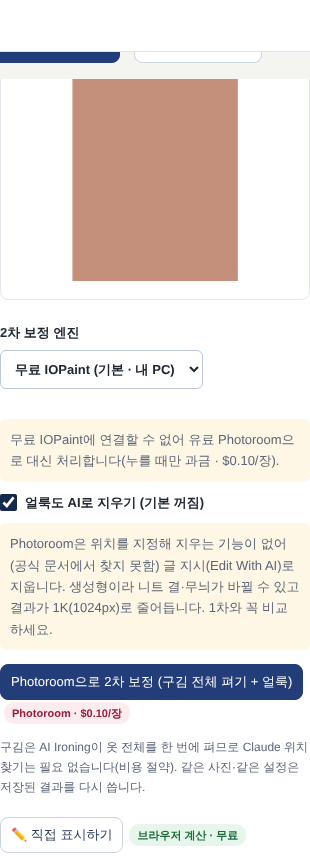 2차 보정 엔진
무료 IOPaint (기본 · 내 PC)
무료 IOPaint에 연결할 수 없어 유료 Photoroom으
로 대신 처리합니다(누를 때만 과금 · $0.10/장).
얼룩도 AI로 지우기 (기본 꺼짐)
Photoroom은 위치를 지정해 지우는 기능이 없어
(공식 문서에서 찾지 못함) 글 지시(Edit With AI)로
지웁니다. 생성형이라 니트 결·무늬가 바뀔 수 있고
결과가 1K(1024px)로 줄어듭니다. 1차와 꼭 비교
하세요.
Photoroom으로 2차 보정 (구김 전체 펴기 + 얼룩)
Photoroom · $0.10/장
구김은 AI Ironing이 옷 전체를 한 번에 펴므로 Claude 위치
찾기는 필요 없습니다(비용 절약). 같은 사진·같은 설정은
저장된 결과를 다시 씁니다.
✏️ 직접 표시하기
브라우저 계산 · 무료